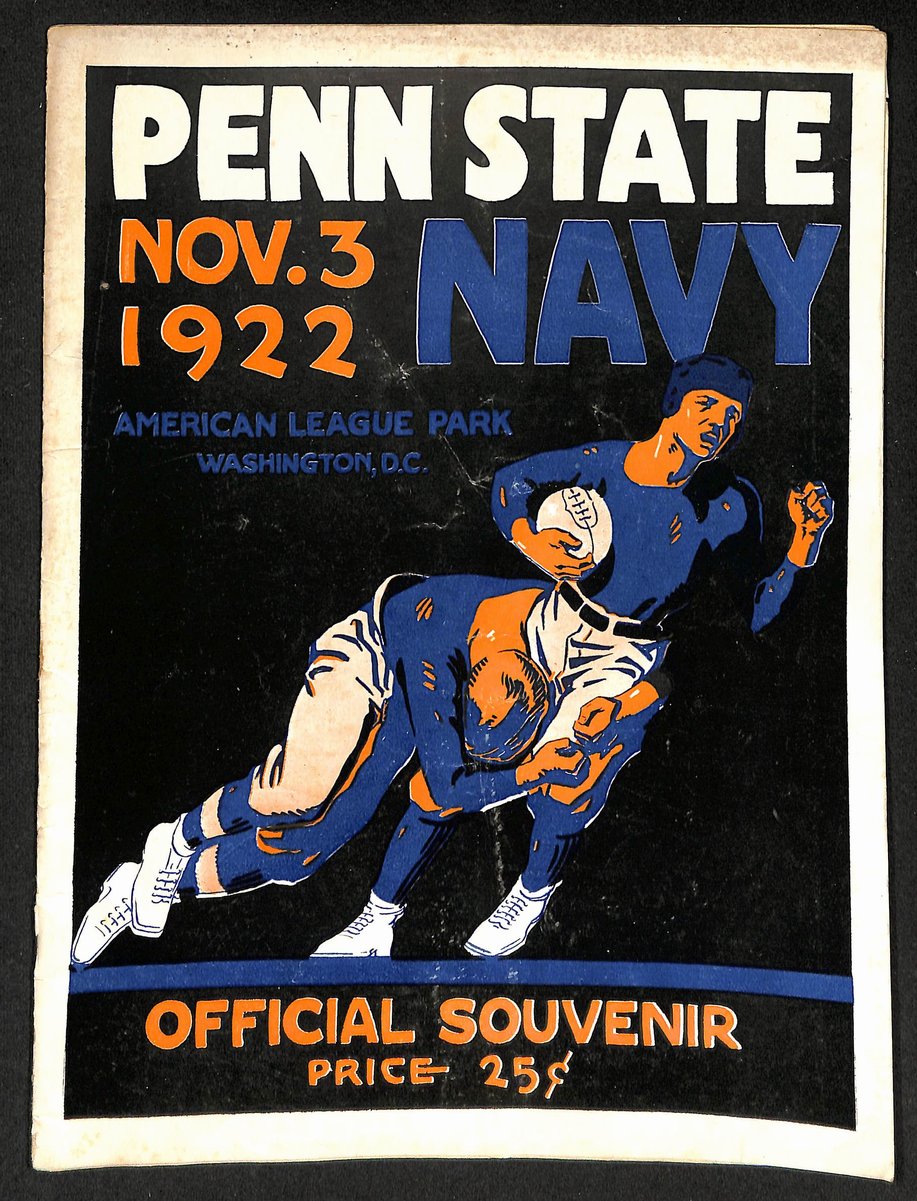 PENN STATE
NOV. 3 NAVY
1922
AMERICAN LEAGUE PARK
WASHINGTON, D.C.
OFFICIAL SOUVENIR
PRICE 25¢